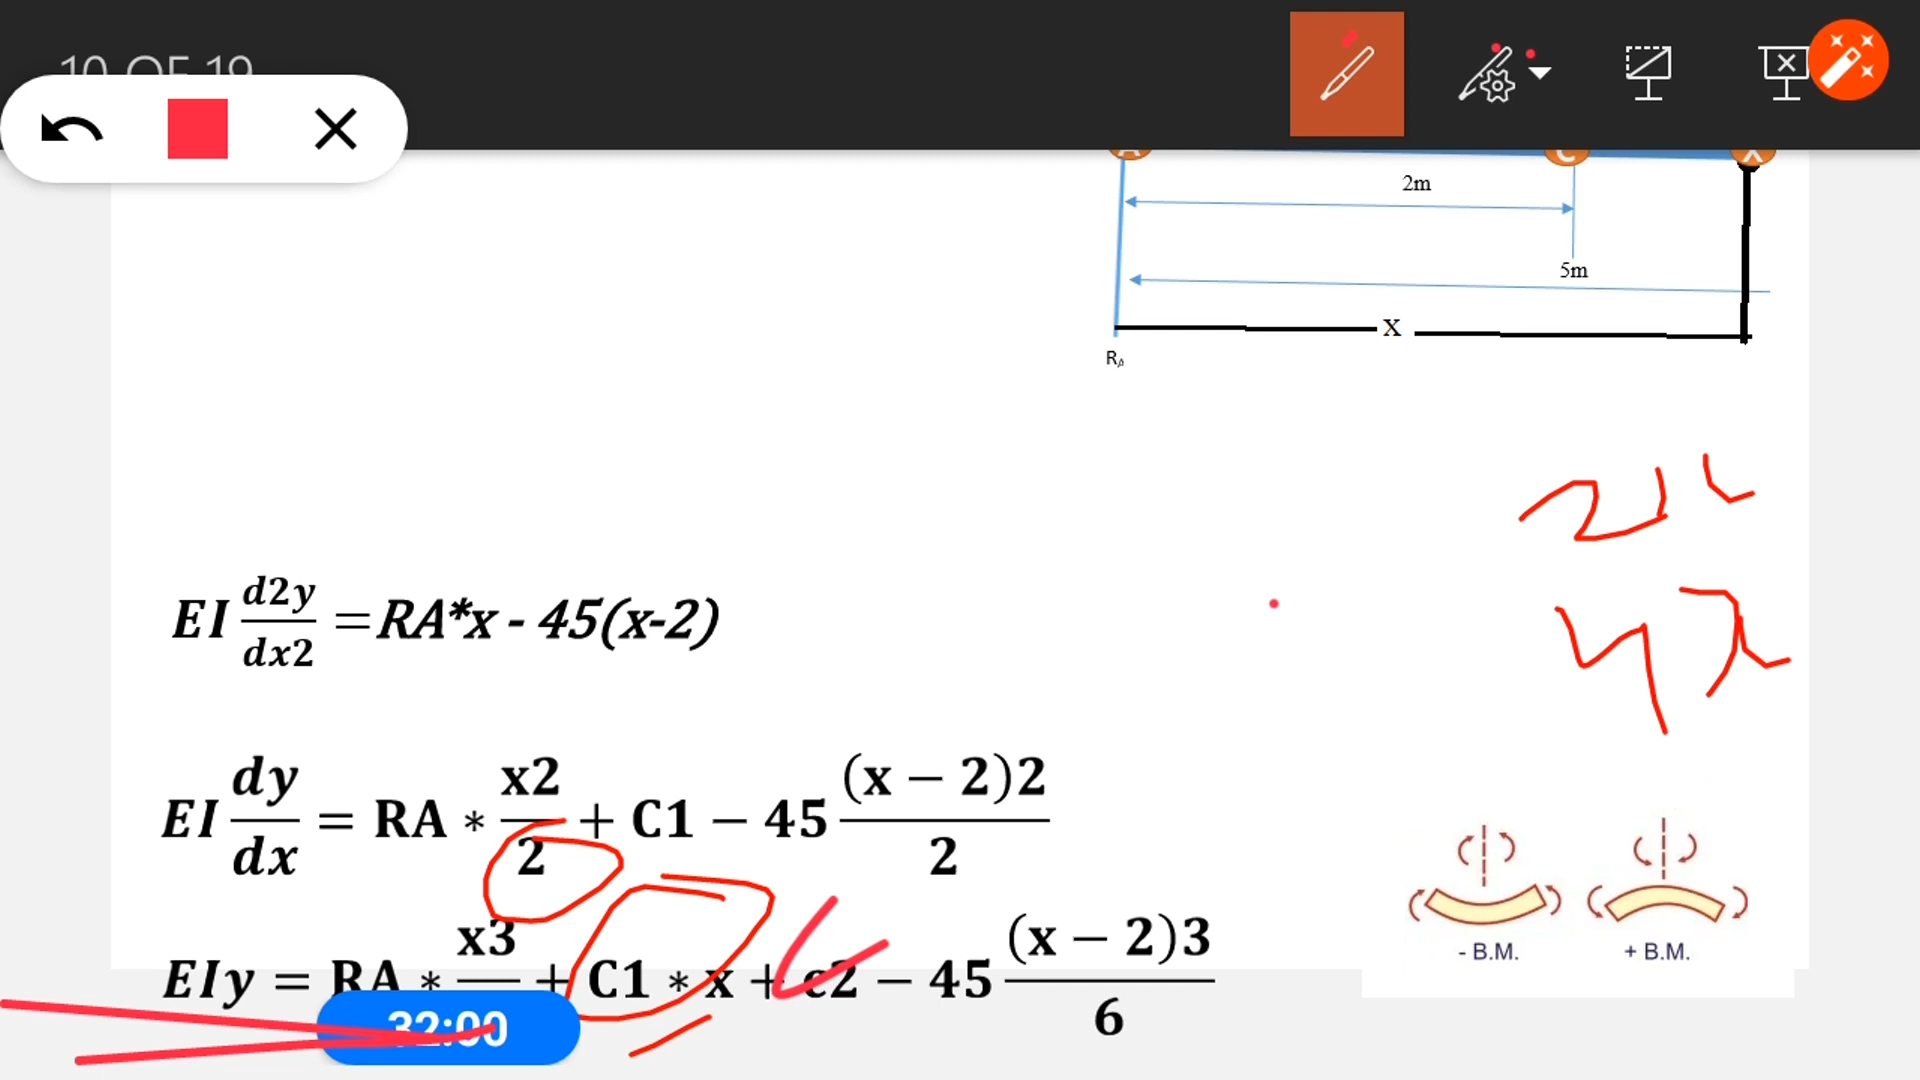 10 OF 19
A C X
2m
5m
X
RA
EI d2y/dx2 =RA*x - 45(x-2)
EI dy/dx = RA * x2/2 + C1 − 45 (x − 2)2/2
EIy = RA * x3 + C1 * x + c2 − 45 (x − 2)3/6
- B.M. + B.M.
32:00